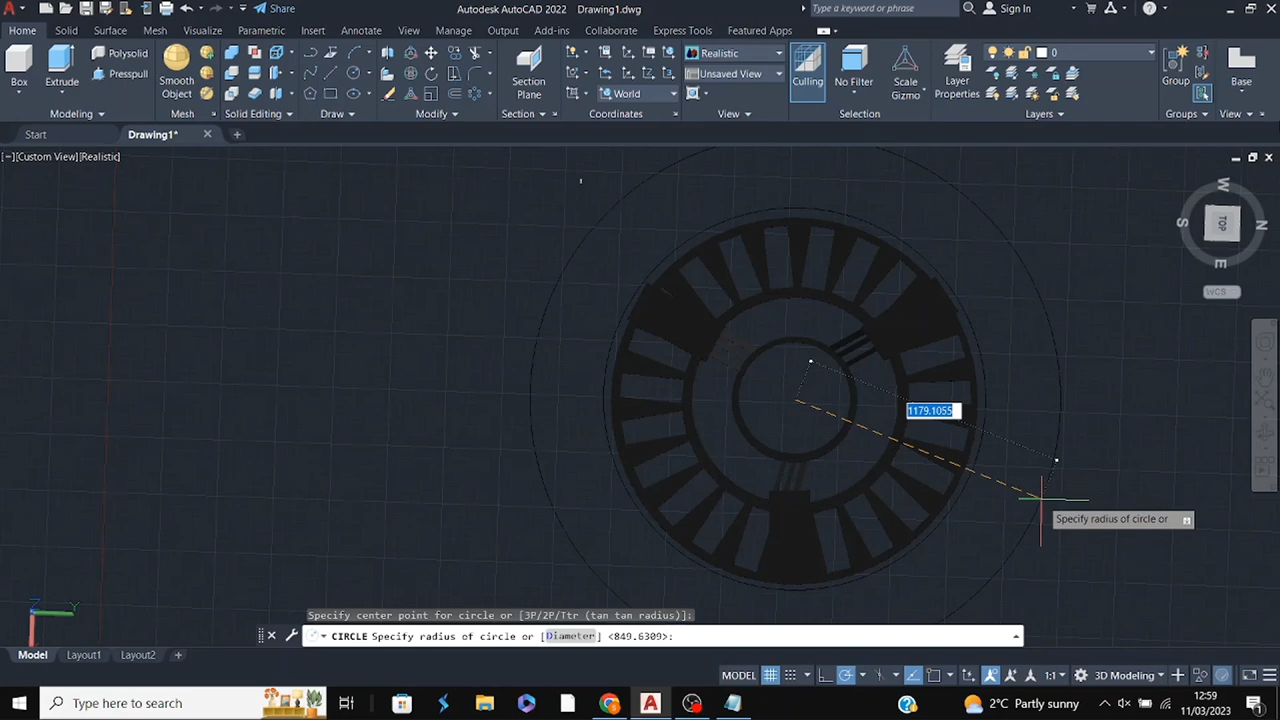 Share
Autodesk AutoCAD 2022 Drawing1.dwg
Type a keyword or phrase
Sign In
Home Solid Surface Mesh Visualize Parametric Insert Annotate View Manage Output Add-ins Collaborate Express Tools Featured Apps
Box
Extrude
Polysolid
Presspull
Smooth Object
Section Plane
World
Realistic
Unsaved View
Culling
No Filter
Scale Gizmo
Layer Properties
0
Group
Base
Modeling Mesh Solid Editing Draw Modify Section Coordinates View Selection Layers Groups View
Start Drawing1*
[−][Custom View][Realistic]
W
S TOP N
E
WCS
1179.1055
Specify radius of circle or
Z Y
Specify center point for circle or [3P/2P/Ttr (tan tan radius)]:
CIRCLE Specify radius of circle or [Diameter] <849.6309>:
Model Layout1 Layout2 +
MODEL 1:1 3D Modeling
Type here to search
2°C Partly sunny
12:59
11/03/2023